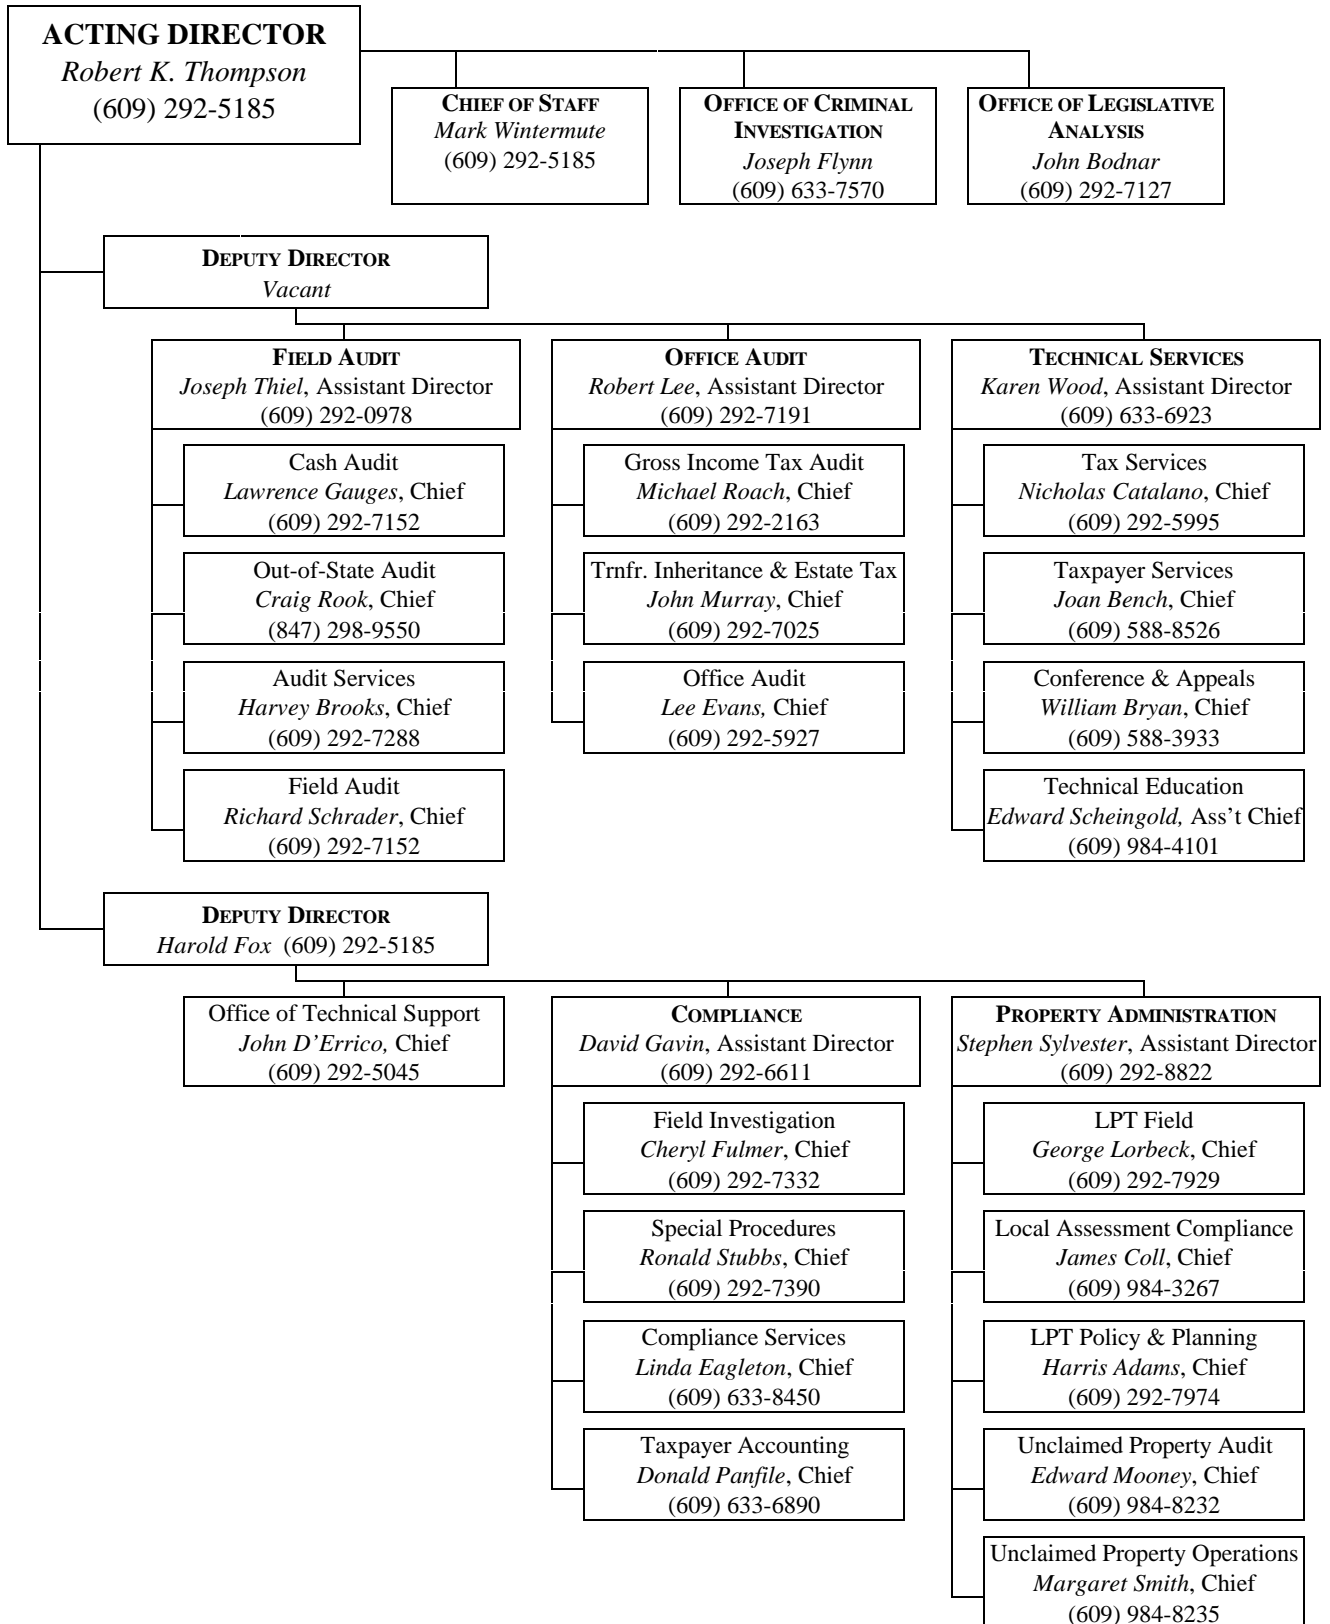 ACTING DIRECTOR
Robert K. Thompson
(609) 292-5185
CHIEF OF STAFF
Mark Wintermute
(609) 292-5185
OFFICE OF CRIMINAL
INVESTIGATION
Joseph Flynn
(609) 633-7570
OFFICE OF LEGISLATIVE
ANALYSIS
John Bodnar
(609) 292-7127
DEPUTY DIRECTOR
Vacant
FIELD AUDIT
Joseph Thiel, Assistant Director
(609) 292-0978
Cash Audit
Lawrence Gauges, Chief
(609) 292-7152
Out-of-State Audit
Craig Rook, Chief
(847) 298-9550
Audit Services
Harvey Brooks, Chief
(609) 292-7288
Field Audit
Richard Schrader, Chief
(609) 292-7152
OFFICE AUDIT
Robert Lee, Assistant Director
(609) 292-7191
Gross Income Tax Audit
Michael Roach, Chief
(609) 292-2163
Trnfr. Inheritance & Estate Tax
John Murray, Chief
(609) 292-7025
Office Audit
Lee Evans, Chief
(609) 292-5927
TECHNICAL SERVICES
Karen Wood, Assistant Director
(609) 633-6923
Tax Services
Nicholas Catalano, Chief
(609) 292-5995
Taxpayer Services
Joan Bench, Chief
(609) 588-8526
Conference & Appeals
William Bryan, Chief
(609) 588-3933
Technical Education
Edward Scheingold, Ass't Chief
(609) 984-4101
DEPUTY DIRECTOR
Harold Fox (609) 292-5185
Office of Technical Support
John D'Errico, Chief
(609) 292-5045
COMPLIANCE
David Gavin, Assistant Director
(609) 292-6611
Field Investigation
Cheryl Fulmer, Chief
(609) 292-7332
Special Procedures
Ronald Stubbs, Chief
(609) 292-7390
Compliance Services
Linda Eagleton, Chief
(609) 633-8450
Taxpayer Accounting
Donald Panfile, Chief
(609) 633-6890
PROPERTY ADMINISTRATION
Stephen Sylvester, Assistant Director
(609) 292-8822
LPT Field
George Lorbeck, Chief
(609) 292-7929
Local Assessment Compliance
James Coll, Chief
(609) 984-3267
LPT Policy & Planning
Harris Adams, Chief
(609) 292-7974
Unclaimed Property Audit
Edward Mooney, Chief
(609) 984-8232
Unclaimed Property Operations
Margaret Smith, Chief
(609) 984-8235